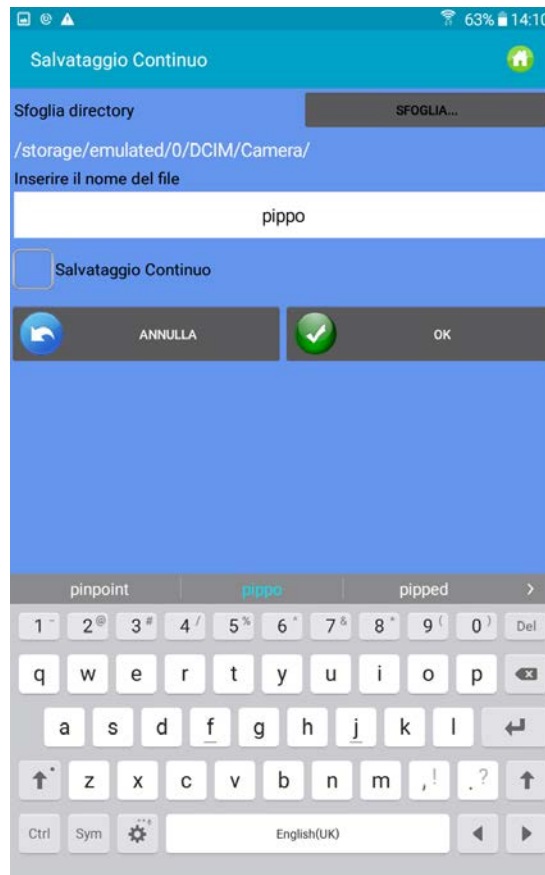 63% 14:10
Salvataggio Continuo
Sfoglia directory SFOGLIA...
/storage/emulated/0/DCIM/Camera/
Inserire il nome del file
pippo
Salvataggio Continuo
ANNULLA OK
pinpoint pippo pipped >
1 - 2 @ 3 # 4 / 5 % 6 ^ 7 & 8 * 9 ( 0 ) Del
q w e r t y u i o p
a s d f g h j k l
z x c v b n m , ! . ?
Ctrl Sym English(UK)